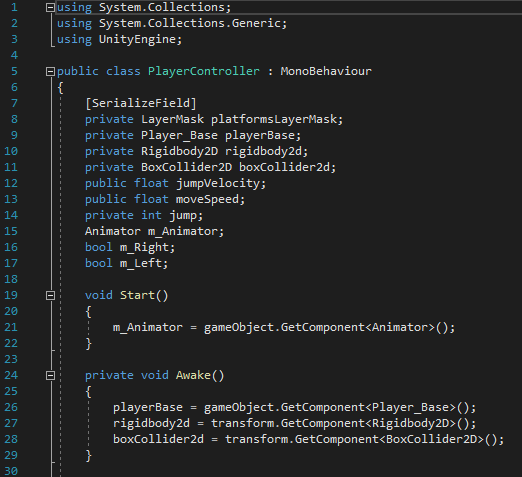 1 using System.Collections;
2 using System.Collections.Generic;
3 using UnityEngine;
4
5 public class PlayerController : MonoBehaviour
6 {
7 [SerializeField]
8 private LayerMask platformsLayerMask;
9 private Player_Base playerBase;
10 private Rigidbody2D rigidbody2d;
11 private BoxCollider2D boxCollider2d;
12 public float jumpVelocity;
13 public float moveSpeed;
14 private int jump;
15 Animator m_Animator;
16 bool m_Right;
17 bool m_Left;
18
19 void Start()
20 {
21 m_Animator = gameObject.GetComponent<Animator>();
22 }
23
24 private void Awake()
25 {
26 playerBase = gameObject.GetComponent<Player_Base>();
27 rigidbody2d = transform.GetComponent<Rigidbody2D>();
28 boxCollider2d = transform.GetComponent<BoxCollider2D>();
29 }
30